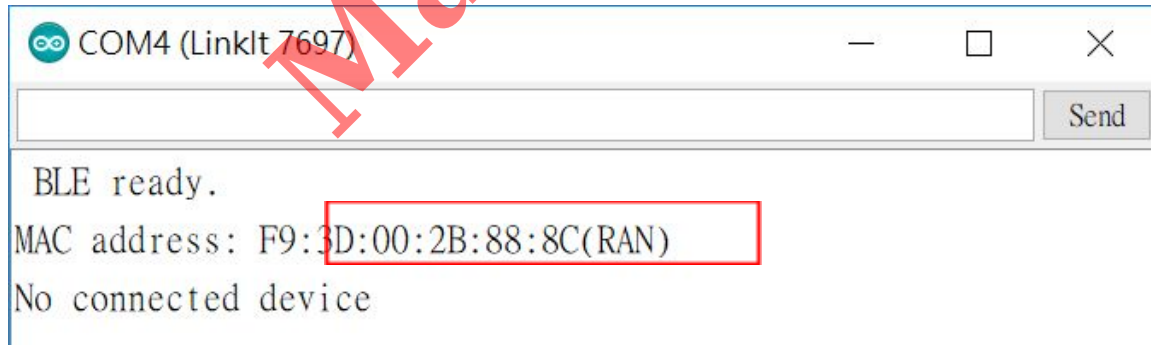 COM4 (LinkIt 7697)
Send
BLE ready.
MAC address: F9:3D:00:2B:88:8C(RAN)
No connected device